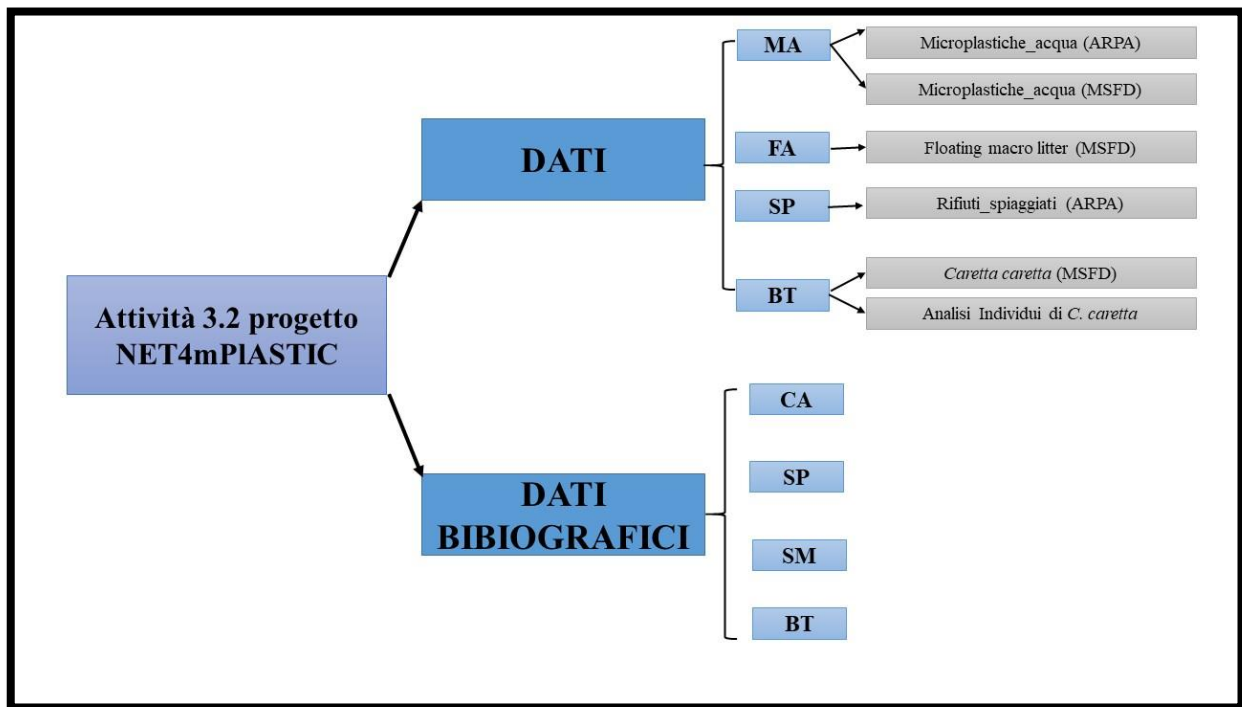 Attività 3.2 progetto
NET4mPlASTIC
DATI
MA
Microplastiche_acqua (ARPA)
Microplastiche_acqua (MSFD)
FA
Floating macro litter (MSFD)
SP
Rifiuti_spiaggiati (ARPA)
BT
Caretta caretta (MSFD)
Analisi Individui di C. caretta
DATI
BIBIOGRAFICI
CA
SP
SM
BT